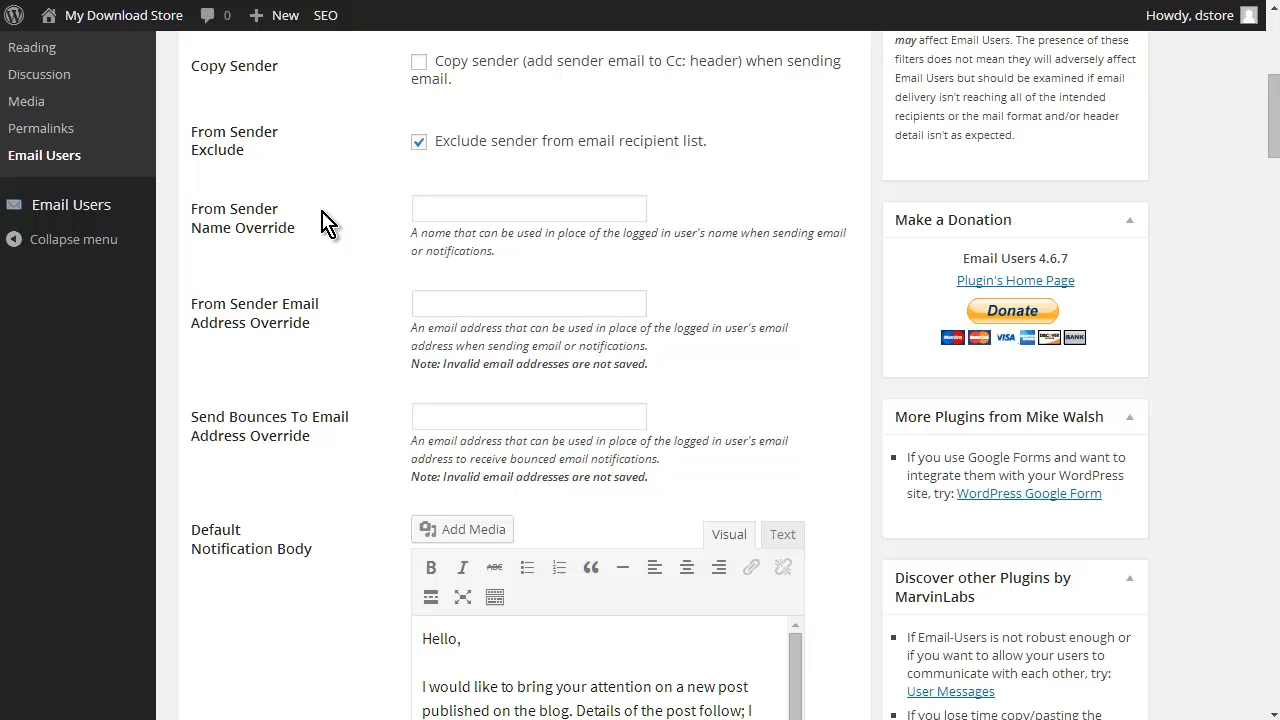 My Download Store 0 New SEO Howdy, dstore
Reading
Discussion
Media
Permalinks
Email Users
Email Users
Collapse menu
Copy Sender
Copy sender (add sender email to Cc: header) when sending
email.
From Sender
Exclude
Exclude sender from email recipient list.
From Sender
Name Override
A name that can be used in place of the logged in user's name when sending email
or notifications.
From Sender Email
Address Override
An email address that can be used in place of the logged in user's email
address when sending email or notifications.
Note: Invalid email addresses are not saved.
Send Bounces To Email
Address Override
An email address that can be used in place of the logged in user's email
address to receive bounced email notifications.
Note: Invalid email addresses are not saved.
Default
Notification Body
Add Media
Visual Text
B I ABC
Hello,
I would like to bring your attention on a new post
published on the blog. Details of the post follow; I
may affect Email Users. The presence of these
filters does not mean they will adversely affect
Email Users but should be examined if email
delivery isn't reaching all of the intended
recipients or the mail format and/or header
detail isn't as expected.
Make a Donation
Email Users 4.6.7
Plugin's Home Page
Donate
Maestro VISA DISCOVER BANK
More Plugins from Mike Walsh
If you use Google Forms and want to
integrate them with your WordPress
site, try: WordPress Google Form
Discover other Plugins by
MarvinLabs
If Email-Users is not robust enough or
if you want to allow your users to
communicate with each other, try:
User Messages
If you lose time copy/pasting the